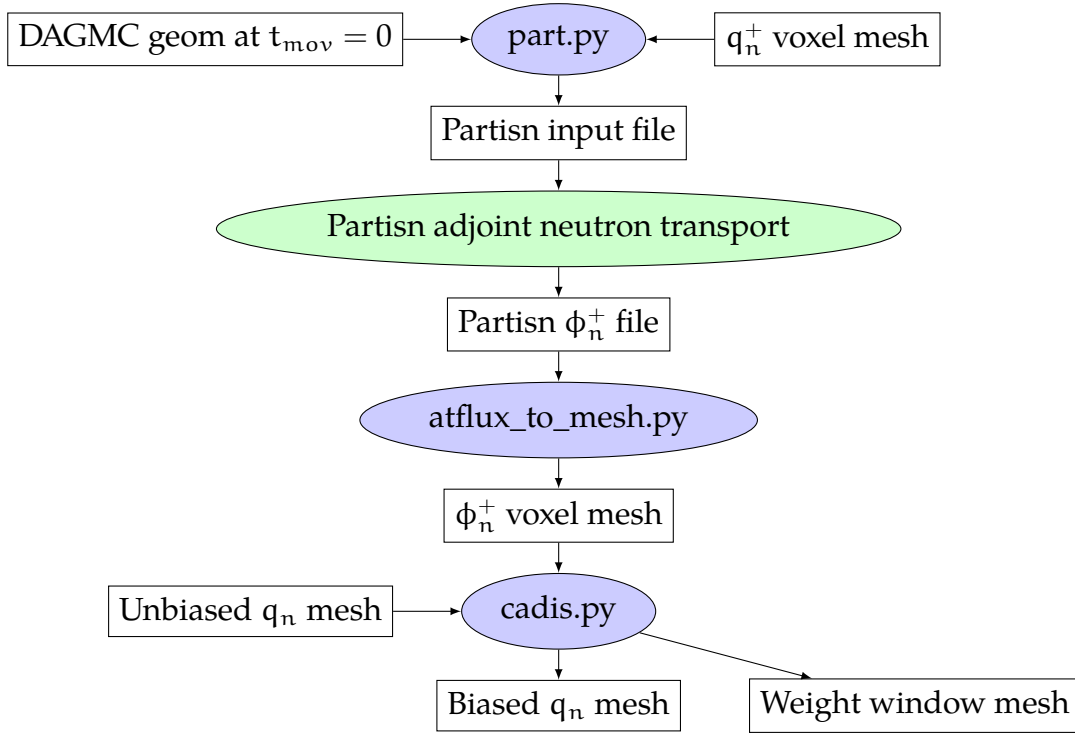 DAGMC geom at t_mov = 0
part.py
q_n^+ voxel mesh
Partisn input file
Partisn adjoint neutron transport
Partisn ϕ_n^+ file
atflux_to_mesh.py
ϕ_n^+ voxel mesh
Unbiased q_n mesh
cadis.py
Biased q_n mesh
Weight window mesh